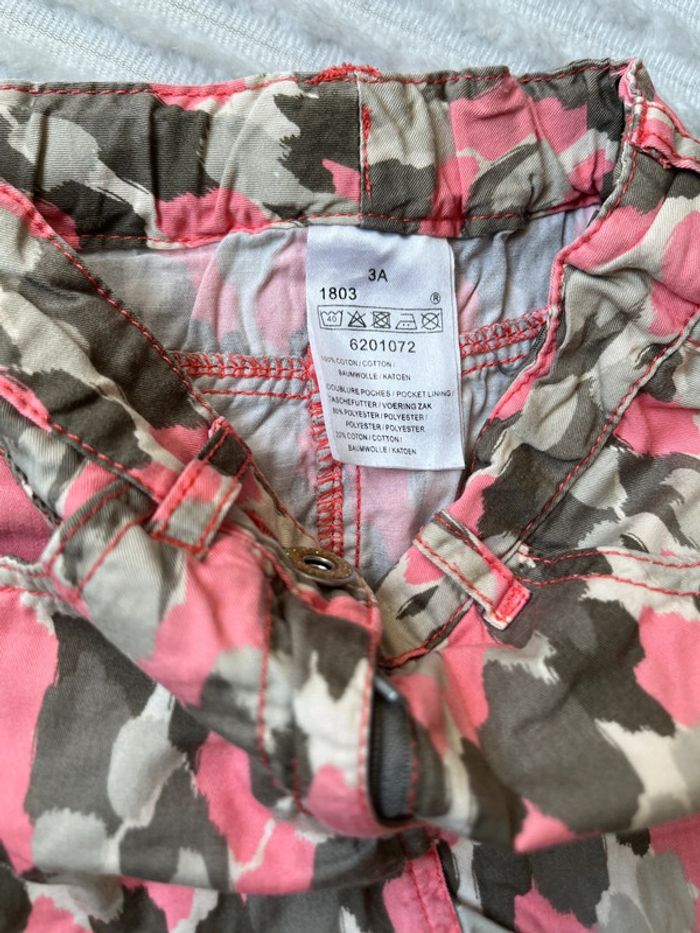 3A
1803 ®
40
6201072
100% COTON / COTTON /
BAUMWOLLE / KATOEN
DOUBLURE POCHES / POCKET LINING /
TASCHEFUTTER / VOERING ZAK
80% POLYESTER / POLYESTER /
POLYESTER / POLYESTER
20% COTON / COTTON /
BAUMWOLLE / KATOEN